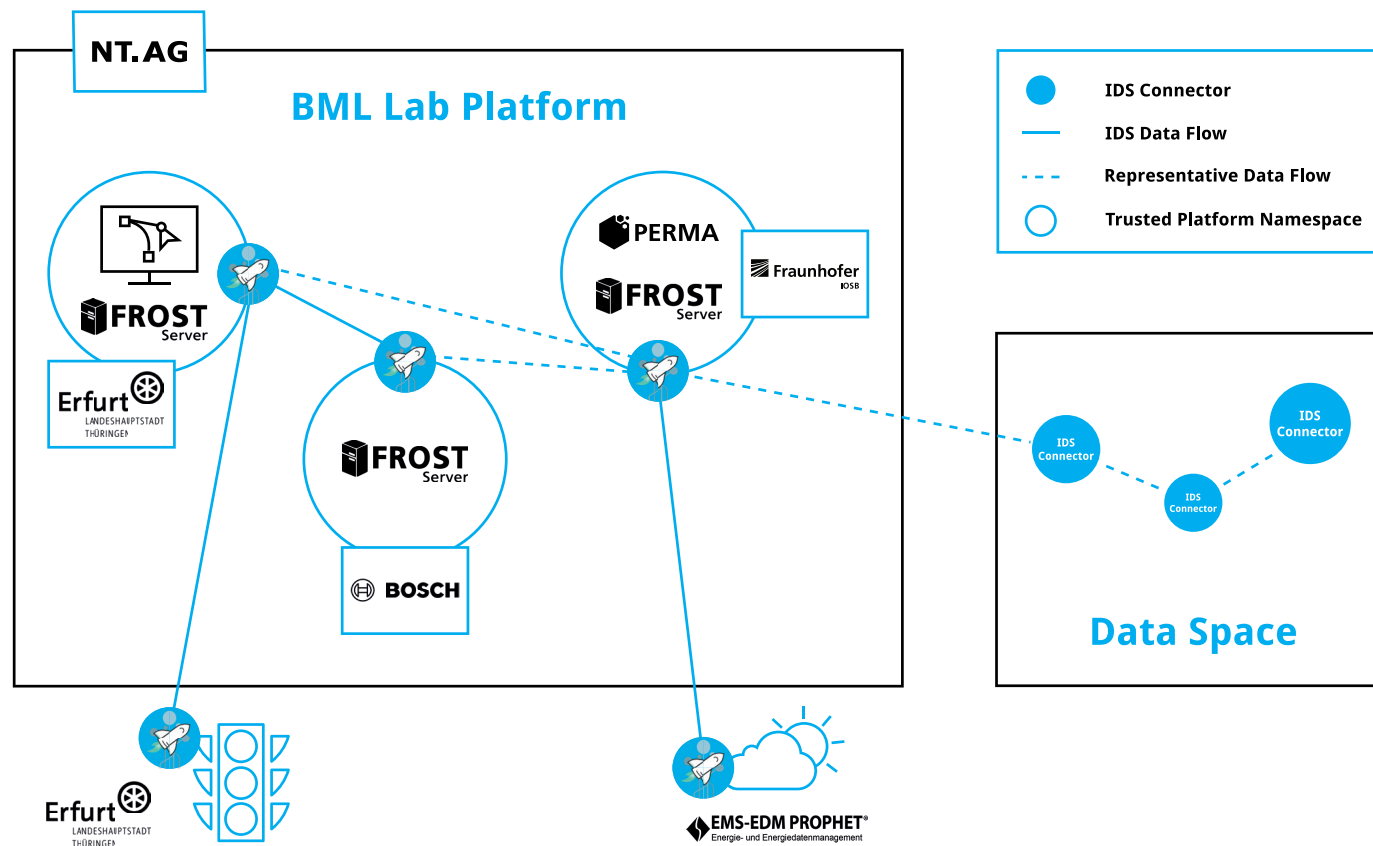 NT.AG
BML Lab Platform
IDS Connector
IDS Data Flow
Representative Data Flow
Trusted Platform Namespace
PERMA
FROST
Server
Fraunhofer
IOSB
FROST
Server
Erfurt
LANDESHAUPTSTADT
THÜRINGEN
FROST
Server
BOSCH
IDS
Connector
IDS
Connector
IDS
Connector
Data Space
Erfurt
LANDESHAUPTSTADT
THÜRINGEN
EMS-EDM PROPHET®
Energie- und Energiedatenmanagement